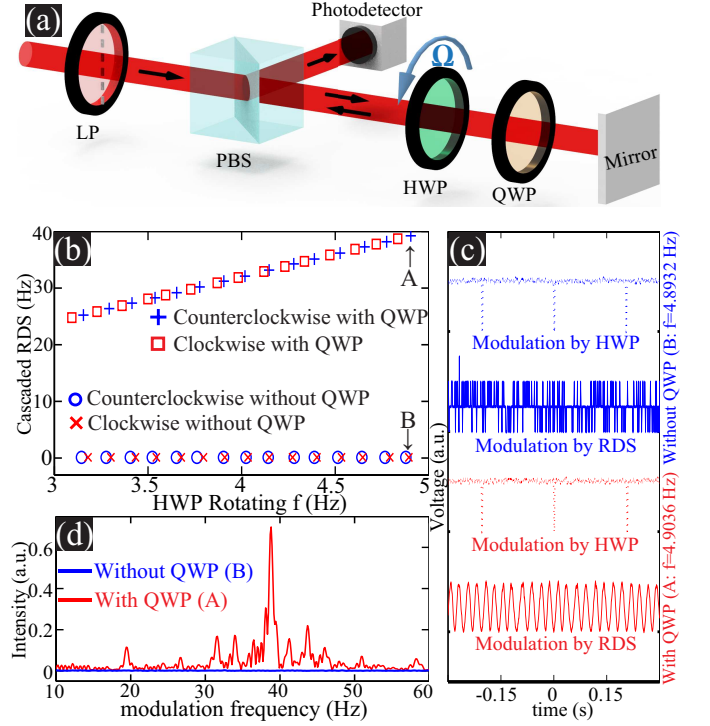 (a)
Photodetector
LP
PBS
Ω
HWP
QWP
Mirror
(b)
Cascaded RDS (Hz)
40
30
20
10
0
A
Counterclockwise with QWP
Clockwise with QWP
Counterclockwise without QWP
Clockwise without QWP
B
3
3.5
4
4.5
5
HWP Rotating f (Hz)
(c)
Voltage (a.u.)
Modulation by HWP
Modulation by RDS
Modulation by HWP
Modulation by RDS
Without QWP (B: f=4.8932 Hz)
With QWP (A: f=4.9036 Hz)
-0.15
0
0.15
time (s)
(d)
Intensity (a.u.)
0.6
0.4
0.2
0
Without QWP (B)
With QWP (A)
10
20
30
40
50
60
modulation frequency (Hz)